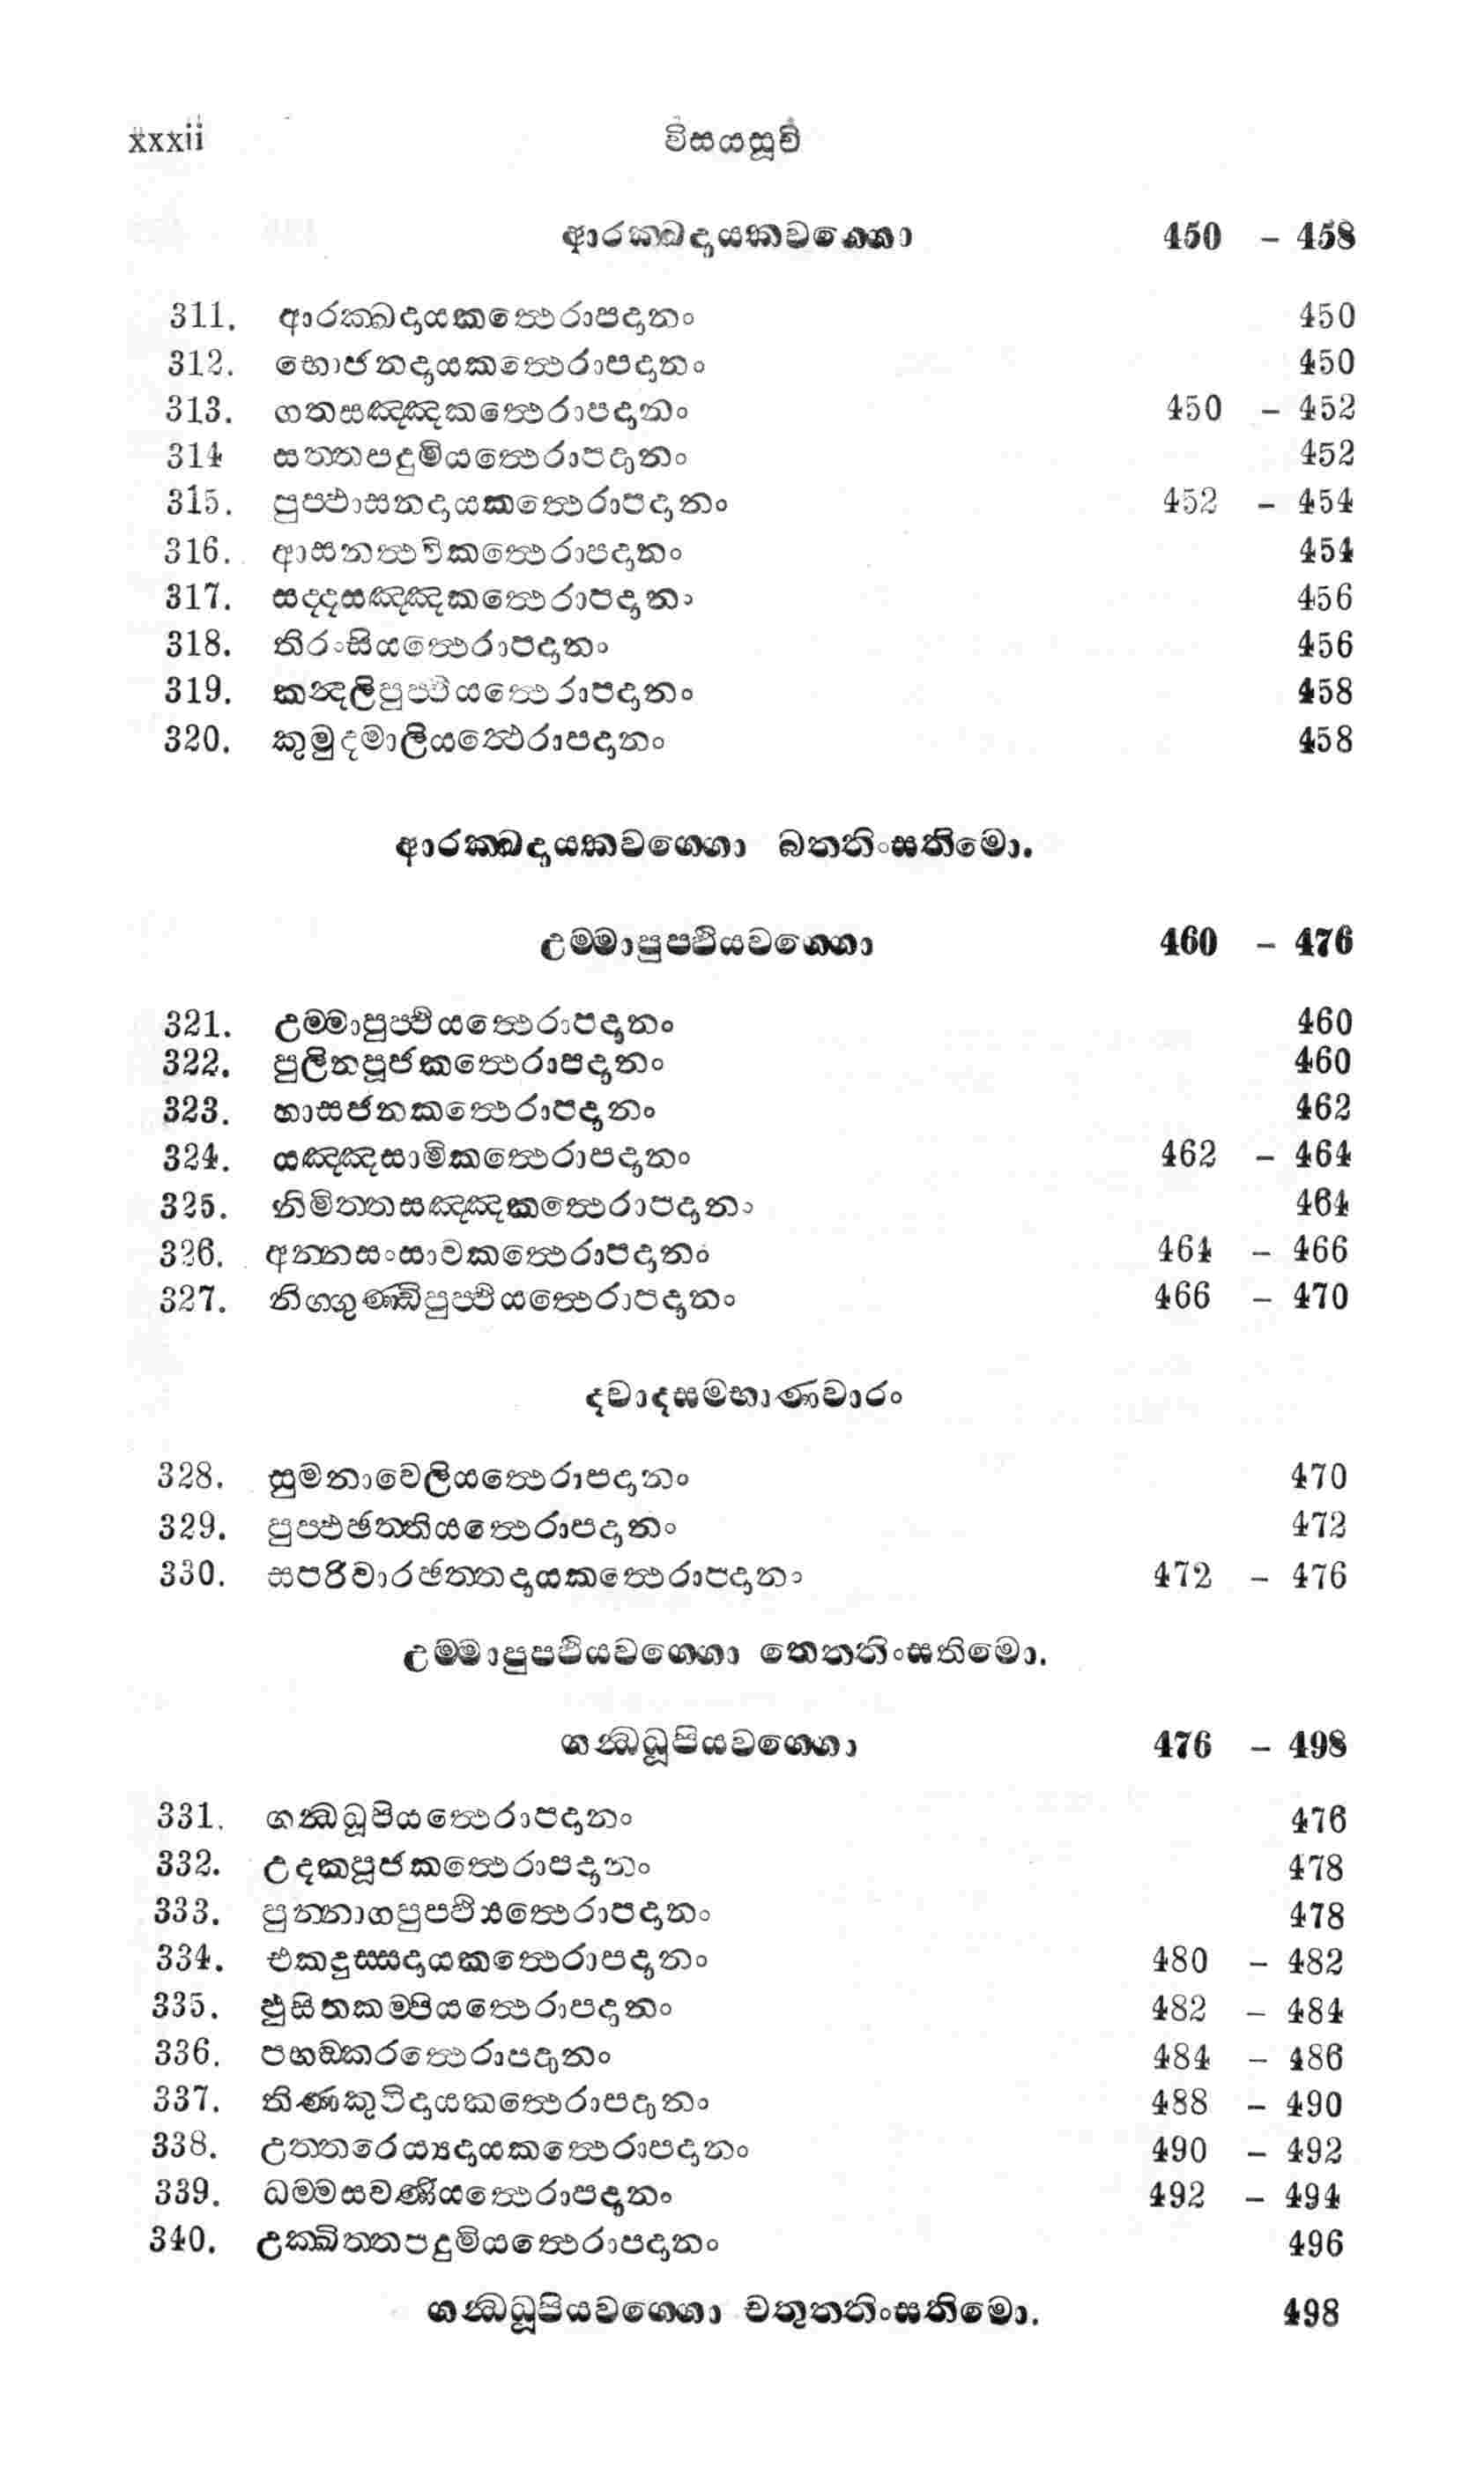 xxxii විසයසූචි
ආරක්ඛදායකවග්ගො 450 – 458
311. ආරක්ඛදායකත්ථෙරාපදානං 450
312. භොජනදායකත්ථෙරාපදානං 450
313. ගතසඤ්ඤකත්ථෙරාපදානං 450 – 452
314 සත්තපදුමියත්ථෙරාපදානං 452
315. පුප්ඵාසනදායකත්ථෙරාපදානං 452 – 454
316. ආසනත්ථවිකත්ථෙරාපදානං 454
317. සද්දසඤ්ඤකත්ථෙරාපදානං 456
318. තිරංසියත්ථෙරාපදානං 456
319. කන්දලිපුප්ඵියත්ථෙරාපදානං 458
320. කුමුදමාලියත්ථෙරාපදානං 458
ආරක්ඛදායකවග්ගො බත්තිංසතිමො.
උම්මාපුප්ඵියවග්ගො 460 – 476
321. උම්මාපුප්ඵියත්ථෙරාපදානං 460
322. පුලිනපූජකත්ථෙරාපදානං 460
323. හාසජනකත්ථෙරාපදානං 462
324. යඤ්ඤසාමිකත්ථෙරාපදානං 462 – 464
325. නිමිත්තසඤ්ඤකත්ථෙරාපදානං 464
326. අන්නසංසාවකත්ථෙරාපදානං 464 – 466
327. නිග්ගුණ්ඩිපුප්ඵියත්ථෙරාපදානං 466 – 470
ද්වාදසමභාණවාරං
328. සුමනාවෙලියත්ථෙරාපදානං 470
329. පුප්ඵඡත්තියත්ථෙරාපදානං 472
330. සපරිවාරඡත්තදායකත්ථෙරාපදානං 472 – 476
උම්මාපුප්ඵියවග්ගො තෙත්තිංසතිමො.
ගන්ධධූපියවග්ගො 476 – 498
331. ගන්ධධූපියත්ථෙරාපදානං 476
332. උදකපූජකත්ථෙරාපදානං 478
333. පුන්නාගපුප්ඵියත්ථෙරාපදානං 478
334. එකදුස්සදායකත්ථෙරාපදානං 480 – 482
335. ඵුසිතකම්පියත්ථෙරාපදානං 482 – 484
336. පභඞ්කරත්ථෙරාපදානං 484 – 486
337. තිණකුටිදායකත්ථෙරාපදානං 488 – 490
338. උත්තරෙය්‍යදායකත්ථෙරාපදානං 490 – 492
339. ධම්මසවණියත්ථෙරාපදානං 492 – 494
340. උක්ඛිත්තපදුමියත්ථෙරාපදානං 496
ගන්ධධූපියවග්ගො චතුත්තිංසතිමො. 498